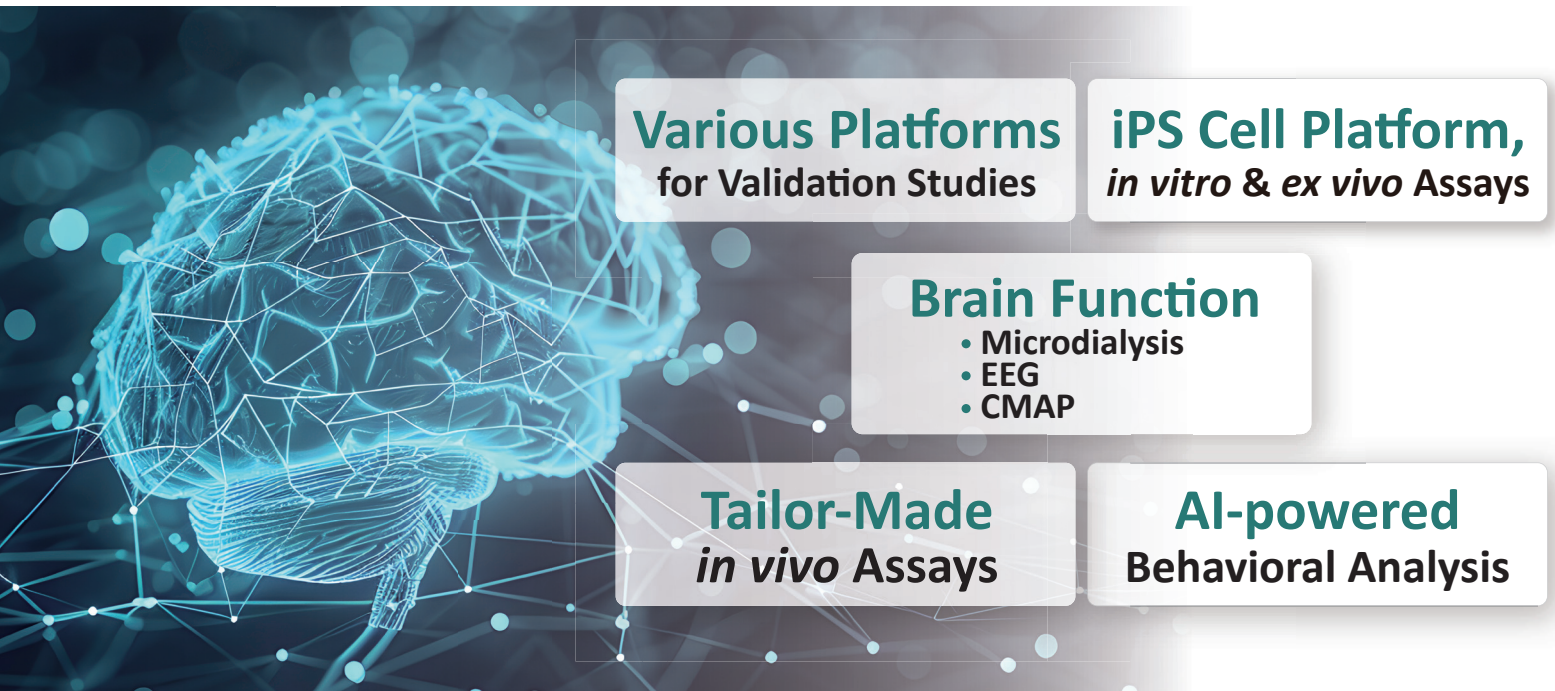 Various Platforms
for Validation Studies
iPS Cell Platform,
in vitro & ex vivo Assays
Brain Function
• Microdialysis
• EEG
• CMAP
Tailor-Made
in vivo Assays
AI-powered
Behavioral Analysis